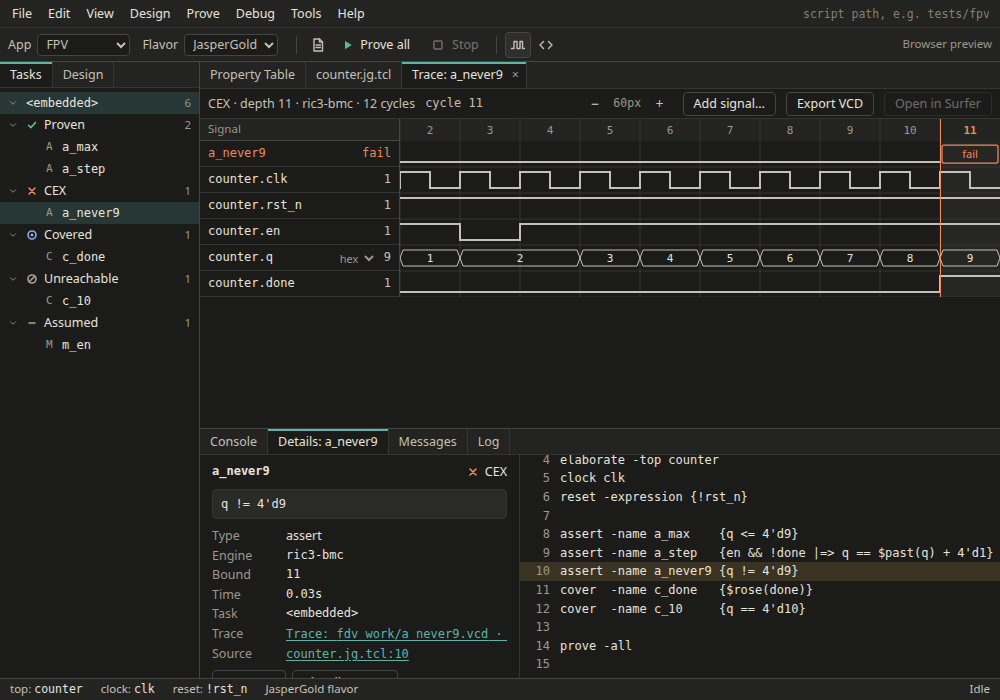 File Edit View Design Prove Debug Tools Help script path, e.g. tests/fpv
App FPV Flavor JasperGold Prove all Stop Browser preview
Tasks Design Property Table counter.jg.tcl Trace: a_never9 ×
<embedded> 6
Proven 2
A a_max
A a_step
CEX 1
A a_never9
Covered 1
C c_done
Unreachable 1
C c_10
Assumed 1
M m_en
CEX · depth 11 · ric3-bmc · 12 cycles cycle 11 − 60px + Add signal... Export VCD Open in Surfer
Signal 2 3 4 5 6 7 8 9 10 11
a_never9 fail fail
counter.clk 1
counter.rst_n 1
counter.en 1
counter.q hex 9 1 2 3 4 5 6 7 8 9
counter.done 1
Console Details: a_never9 Messages Log
a_never9 CEX
q != 4'd9
Type assert
Engine ric3-bmc
Bound 11
Time 0.03s
Task <embedded>
Trace Trace: fdv_work/a_never9.vcd ·
Source counter.jg.tcl:10
4 elaborate -top counter
5 clock clk
6 reset -expression {!rst_n}
7
8 assert -name a_max {q <= 4'd9}
9 assert -name a_step {en && !done |=> q == $past(q) + 4'd1}
10 assert -name a_never9 {q != 4'd9}
11 cover -name c_done {$rose(done)}
12 cover -name c_10 {q == 4'd10}
13
14 prove -all
15
top: counter clock: clk reset: !rst_n JasperGold flavor Idle